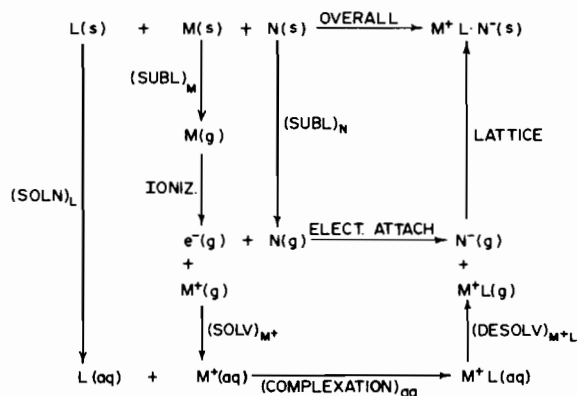 OVERALL
L(s) + M(s) + N(s) M⁺ L· N⁻(s)
(SUBL)M
M(g) (SUBL)N LATTICE
IONIZ.
(SOLN)L
ELECT. ATTACH
e⁻(g) + N(g) N⁻(g)
+ +
M⁺(g) M⁺L(g)
(SOLV)M⁺ (DESOLV)M⁺L
L(aq) + M⁺(aq) M⁺ L(aq)
(COMPLEXATION)aq